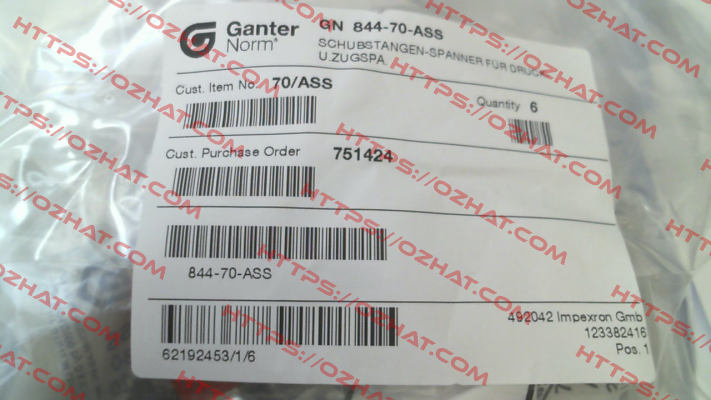 Ganter
Norm®
GN 844-70-ASS
SCHUBSTANGEN-SPANNER FÜR DRUCK
U.ZUGSPA.
Cust. Item No. 70/ASS
Quantity 6
Cust. Purchase Order 751424
844-70-ASS
62192453/1/6
492042 Impexron Gmb
123382416
Pos. 1
HTTPS://OZHAT.COM